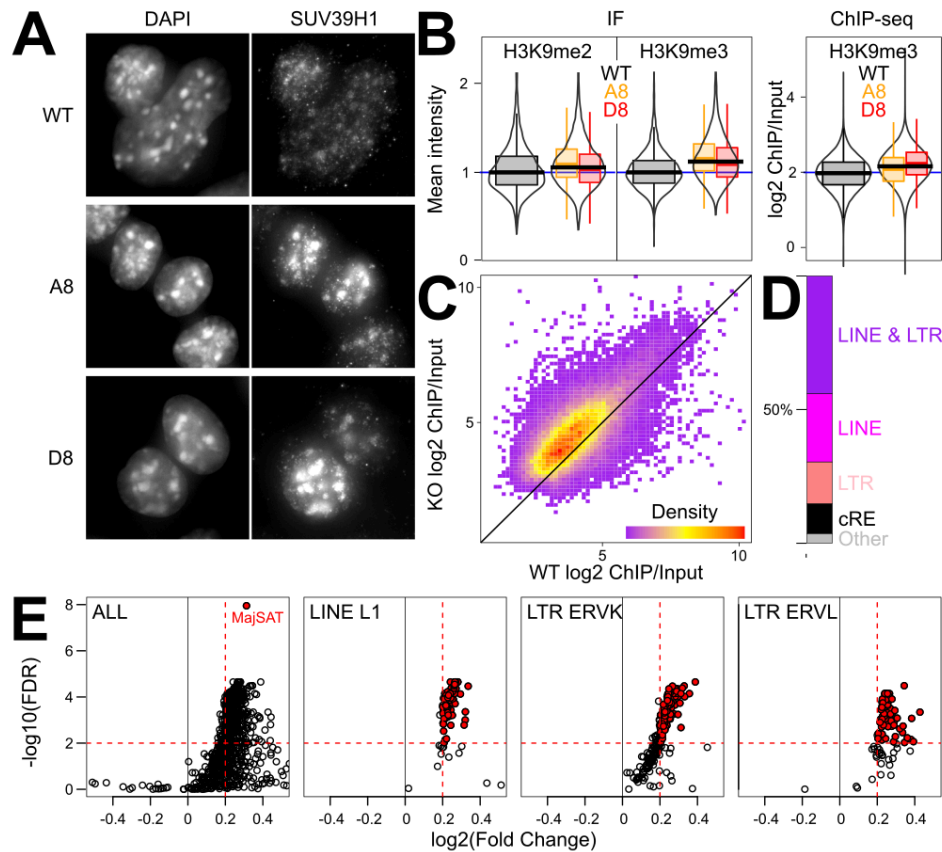 A
DAPI
SUV39H1
WT
A8
D8
B
IF
ChIP-seq
H3K9me2
H3K9me3
H3K9me3
WT
A8
D8
WT
A8
D8
Mean intensity
2
1
0
log2 ChIP/Input
4
2
0
C
KO log2 ChIP/Input
10
5
Density
5
10
WT log2 ChIP/Input
D
50%
LINE & LTR
LINE
LTR
cRE
Other
E
-log10(FDR)
8
6
4
2
0
ALL
MajSAT
LINE L1
LTR ERVK
LTR ERVL
-0.4 -0.2 0 0.2 0.4
-0.4 -0.2 0 0.2 0.4
-0.4 -0.2 0 0.2 0.4
-0.4 -0.2 0 0.2 0.4
log2(Fold Change)